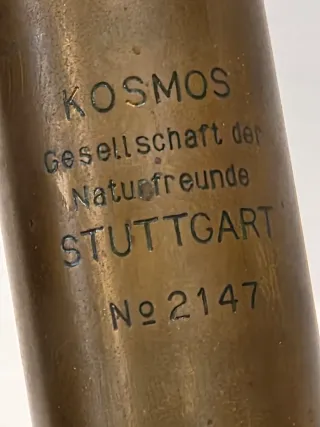 KOSMOS
Gesellschaft der
Naturfreunde
STUTTGART
№ 2147